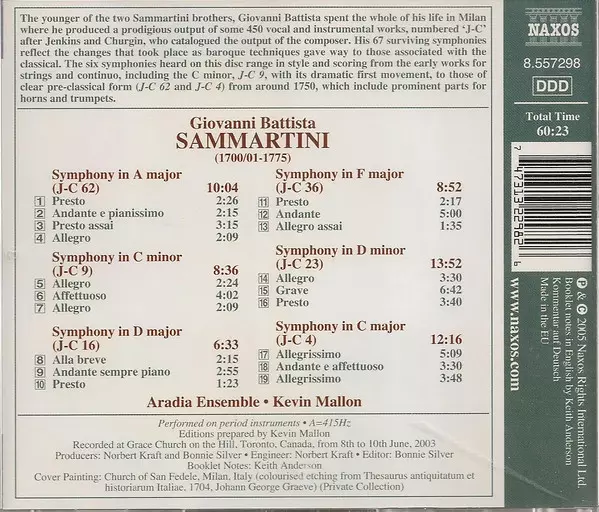 The younger of the two Sammartini brothers, Giovanni Battista spent the whole of his life in Milan
where he produced a prodigious output of some 450 vocal and instrumental works, numbered 'J-C'
after Jenkins and Churgin, who catalogued the output of the composer. His 67 surviving symphonies
reflect the changes that took place as baroque techniques gave way to those associated with the
classical. The six symphonies heard on this disc range in style and scoring from the early works for
strings and continuo, including the C minor, J-C 9, with its dramatic first movement, to those of
clear pre-classical form (J-C 62 and J-C 4) from around 1750, which include prominent parts for
horns and trumpets.
Giovanni Battista
SAMMARTINI
(1700/01-1775)
Symphony in A major
(J-C 62) 10:04
1 Presto 2:26
2 Andante e pianissimo 2:15
3 Presto assai 3:15
4 Allegro 2:09
Symphony in C minor
(J-C 9) 8:36
5 Allegro 2:24
6 Affettuoso 4:02
7 Allegro 2:09
Symphony in D major
(J-C 16) 6:33
8 Alla breve 2:15
9 Andante sempre piano 2:55
10 Presto 1:23
Symphony in F major
(J-C 36) 8:52
11 Presto 2:17
12 Andante 5:00
13 Allegro assai 1:35
Symphony in D minor
(J-C 23) 13:52
14 Allegro 3:30
15 Grave 6:42
16 Presto 3:40
Symphony in C major
(J-C 4) 12:16
17 Allegrissimo 5:09
18 Andante e affettuoso 3:30
19 Allegrissimo 3:48
Aradia Ensemble • Kevin Mallon
Performed on period instruments • A=415Hz
Editions prepared by Kevin Mallon
Recorded at Grace Church on the Hill, Toronto, Canada, from 8th to 10th June, 2003
Producers: Norbert Kraft and Bonnie Silver • Engineer: Norbert Kraft • Editor: Bonnie Silver
Booklet Notes: Keith Anderson
Cover Painting: Church of San Fedele, Milan, Italy (coloured etching from Thesaurus antiquitatum et
historiarum Italiae, 1704, Johann George Graeve) (Private Collection)
NAXOS
8.557298
DDD
Total Time
60:23
7 47313 22982 6
www.naxos.com
℗ & © 2005 Naxos Rights International Ltd.
Booklet notes in English by Keith Anderson
Kommentar auf Deutsch
Made in the EU